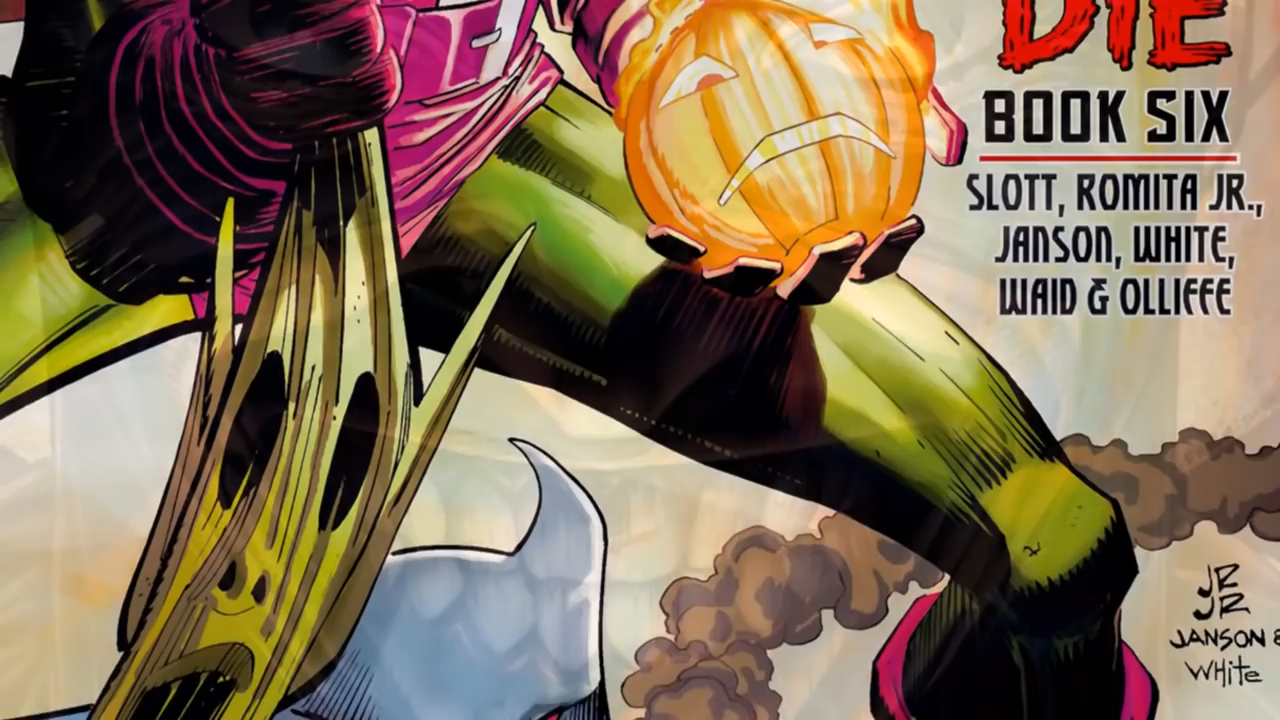 DIE
BOOK SIX
SLOTT, ROMITA JR.,
JANSON, WHITE,
WAID & OLLIFFE
JR
JR
JANSON &
WHITE